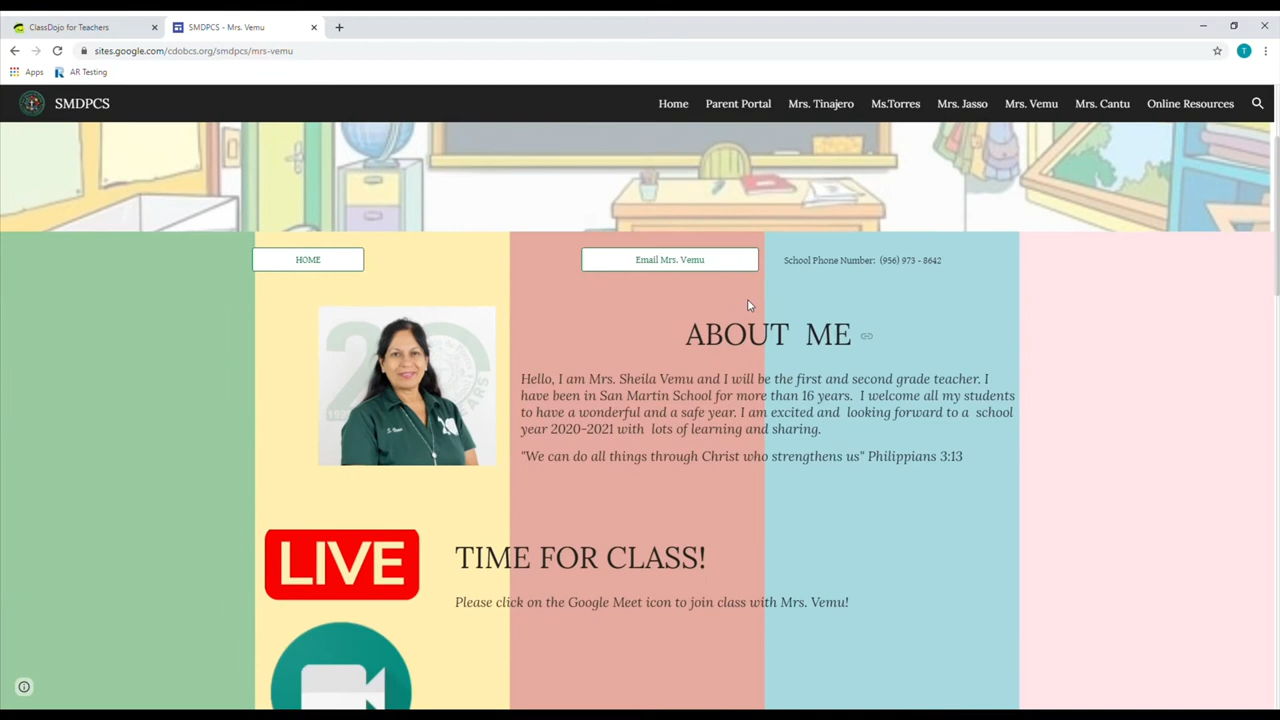 ClassDojo for Teachers
SMDPCS - Mrs. Vemu
sites.google.com/cdobcs.org/smdpcs/mrs-vemu
T
Apps
AR Testing
SMDPCS
Home
Parent Portal
Mrs. Tinajero
Ms.Torres
Mrs. Jasso
Mrs. Vemu
Mrs. Cantu
Online Resources
HOME
Email Mrs. Vemu
School Phone Number: (956) 973 - 8642
ABOUT ME
Hello, I am Mrs. Sheila Vemu and I will be the first and second grade teacher. I
have been in San Martin School for more than 16 years. I welcome all my students
to have a wonderful and a safe year. I am excited and looking forward to a school
year 2020-2021 with lots of learning and sharing.
"We can do all things through Christ who strengthens us" Philippians 3:13
LIVE
TIME FOR CLASS!
Please click on the Google Meet icon to join class with Mrs. Vemu!